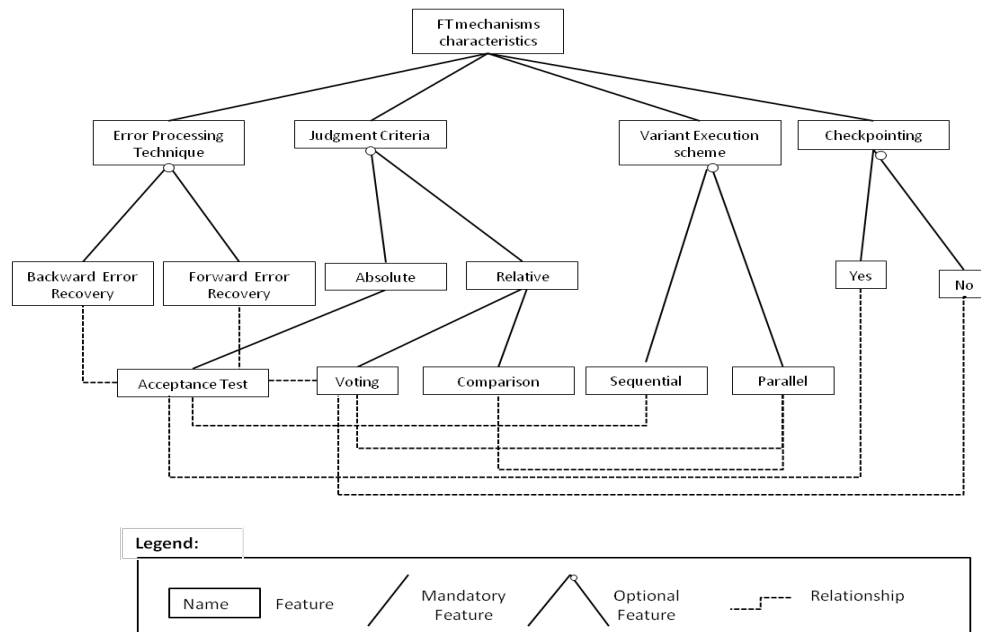 FT mechanisms
characteristics
Error Processing
Technique
Judgment Criteria
Variant Execution
scheme
Checkpointing
Backward Error
Recovery
Forward Error
Recovery
Absolute
Relative
Yes
No
Acceptance Test
Voting
Comparison
Sequential
Parallel
Legend:
Name
Feature
Mandatory
Feature
Optional
Feature
Relationship